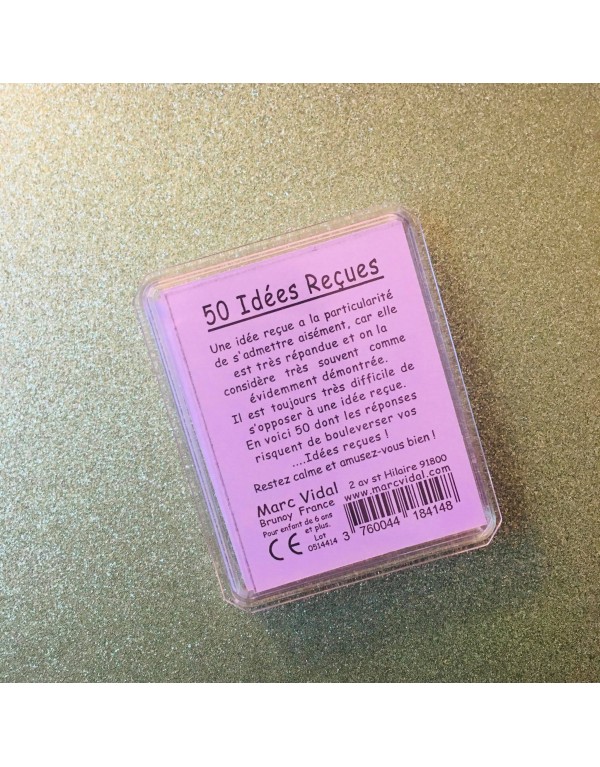 50 Idées Reçues
Une idée reçue a la particularité
de s'admettre aisément, car elle
est très répandue et on la
considère très souvent comme
évidemment démontrée.
Il est toujours très difficile de
s'opposer à une idée reçue.
En voici 50 dont les réponses
risquent de bouleverser vos
....Idées reçues !
Restez calme et amusez-vous bien !
Marc Vidal 2 av st Hilaire 91800
Brunoy France www.marcvidal.com
Pour enfant de 6 ans
et plus.
Lot
0514414
CE
3 760044 184148